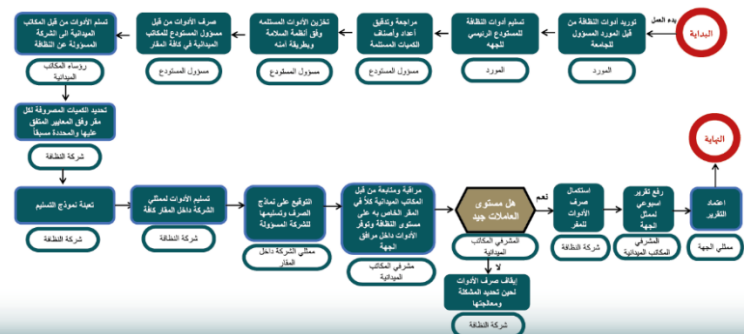 البداية
بدء العمل
توريد أدوات النظافة من
قبل المورد المسؤول
للجامعة
المورد
تسليم أدوات النظافة
للمستودع الرئيسي
للجهه
المورد
مراجعة وتدقيق
أعداد وأصناف
الكميات المستلمة
مسؤول المستودع
تخزين الأدوات المستلمه
وفق أنظمة السلامة
وبطريقة أمنه
مسؤول المستودع
صرف الأدوات من قبل
مسؤول المستودع للمكاتب
الميدانية في كافة المقار
مسؤول المستودع
تسلم الأدوات من قبل المكاتب
الميدانية الى الشركة
المسؤولة عن النظافة
رؤساء المكاتب
الميدانية
تحديد الكميات المصروفة لكل
مقر وفق المعايير المتفق
عليها والمحددة مسبقاً
شركة النظافة
تعبئة نموذج التسليم
شركة النظافة
تسليم الأدوات لممثلي
الشركة داخل المقار كافة
شركة النظافة
التوقيع على نماذج
الصرف وتسليمها
للشركة المسؤولة
ممثلي الشركة داخل
المقار
مراقبة ومتابعة من قبل
المكاتب الميدانية كلاً في
المقر الخاص به على
مستوى النظافة وتوفر
الأدوات داخل مرافق
الجهة
مشرفي المكاتب
الميدانية
هل مستوى
العاملات جيد
المشرفي المكاتب
الميدانية
لا
إيقاف صرف الأدوات
لحين تحديد المشكلة
ومعالجتها
شركة النظافة
نعم
استكمال
صرف
الأدوات
للمقر
شركة النظافة
رفع تقرير
اسبوعي
لممثل
الجهة
المشرفي
المكاتب الميدانية
اعتماد
التقرير
ممثلي الجهة
النهاية